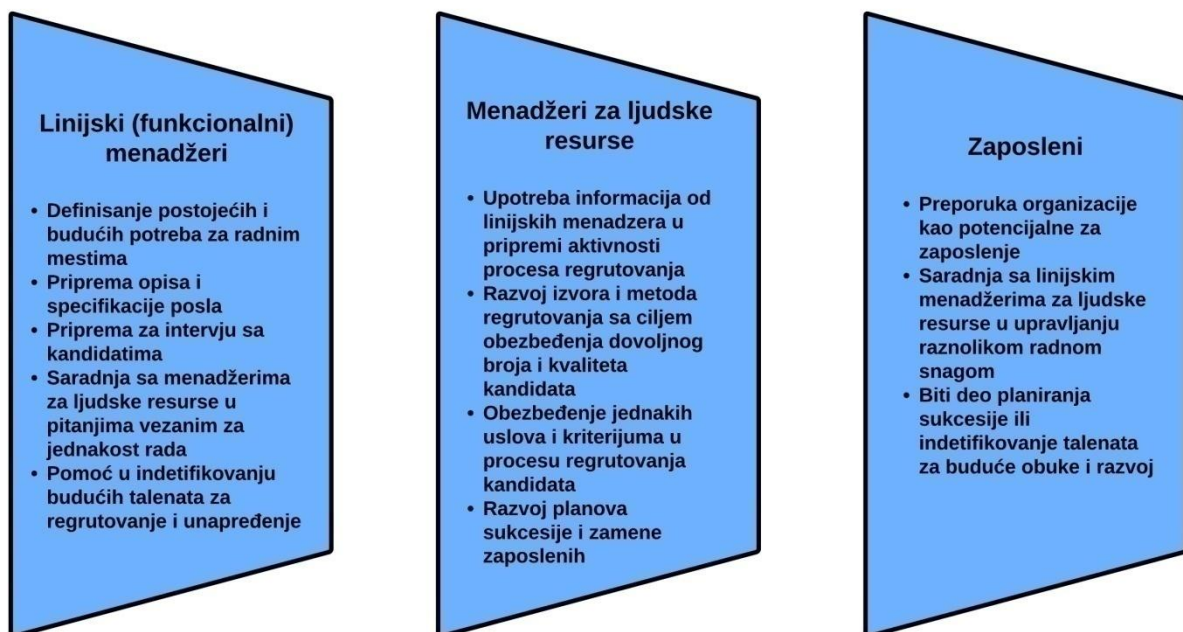 Linijski (funkcionalni)
menadžeri
• Definisanje postojećih i
budućih potreba za radnim
mestima
• Priprema opisa i
specifikacije posla
• Priprema za intervju sa
kandidatima
• Saradnja sa menadžerima
za ljudske resurse u
pitanjima vezanim za
jednakost rada
• Pomoć u indetifikovanju
budućih talenata za
regrutovanje i unapređenje
Menadžeri za ljudske
resurse
• Upotreba informacija od
linijskih menadzera u
pripremi aktivnosti
procesa regrutovanja
• Razvoj izvora i metoda
regrutovanja sa ciljem
obezbeđenja dovoljnog
broja i kvaliteta
kandidata
• Obezbeđenje jednakih
uslova i kriterijuma u
procesu regrutovanja
kandidata
• Razvoj planova
sukcesije i zamene
zaposlenih
Zaposleni
• Preporuka organizacije
kao potencijalne za
zaposlenje
• Saradnja sa linijskim
menadžerima za ljudske
resurse u upravljanju
raznolikom radnom
snagom
• Biti deo planiranja
sukcesije ili
indetifikovanje talenata
za buduće obuke i razvoj